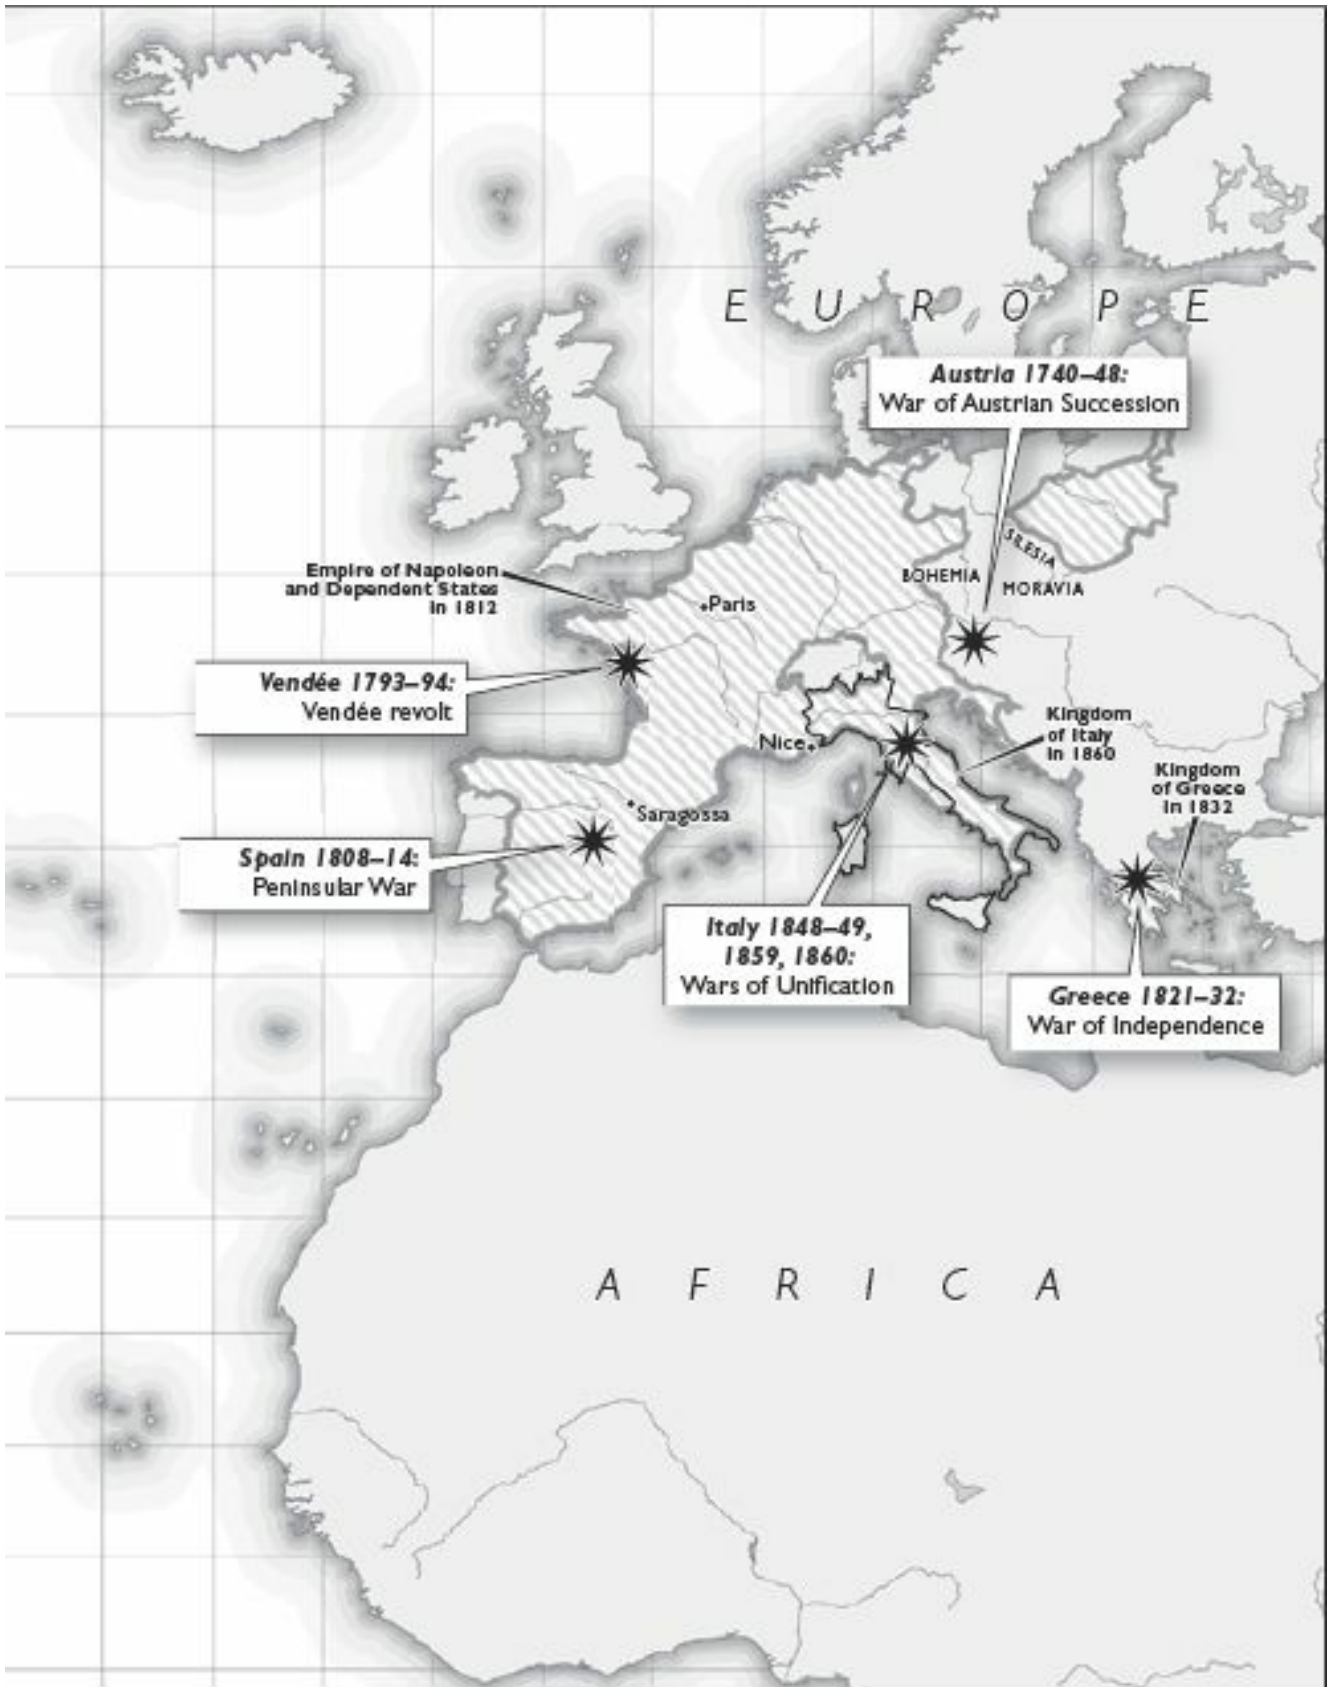 EUROPE
Austria 1740–48:
War of Austrian Succession
SILESIA
BOHEMIA
MORAVIA
Empire of Napoleon
and Dependent States
in 1812
Paris
Vendée 1793–94:
Vendée revolt
Nice
Kingdom
of Italy
in 1860
Kingdom
of Greece
in 1832
Saragossa
Spain 1808–14:
Peninsular War
Italy 1848–49,
1859, 1860:
Wars of Unification
Greece 1821–32:
War of Independence
AFRICA